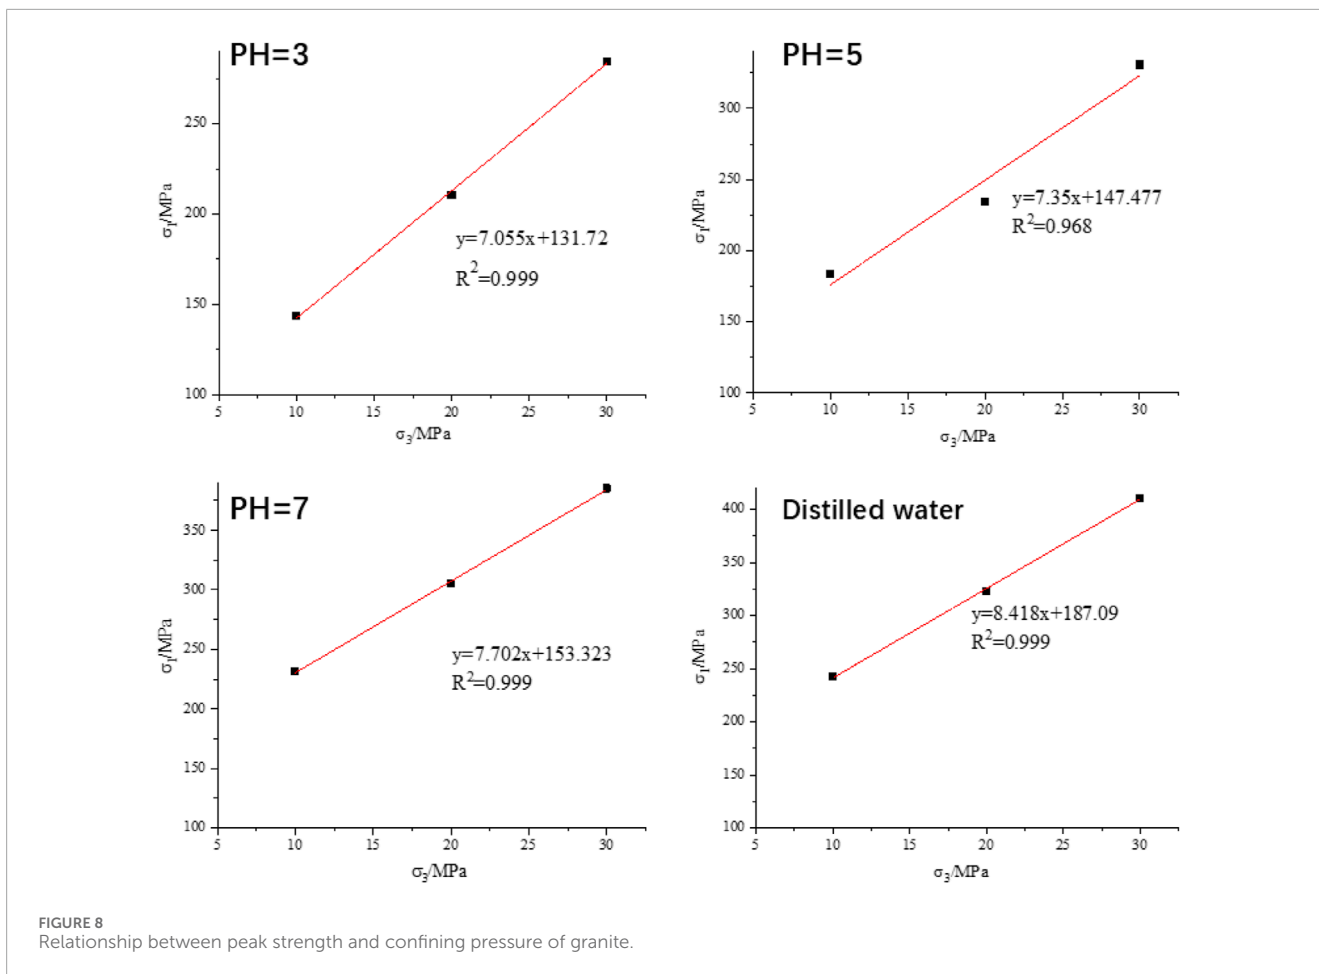 PH=3
250
200
150
100
σ1/MPa
y=7.055x+131.72
R2=0.999
5 10 15 20 25 30
σ3/MPa
PH=5
300
250
200
150
100
σ1/MPa
y=7.35x+147.477
R2=0.968
5 10 15 20 25 30
σ3/MPa
PH=7
350
300
250
200
150
100
σ1/MPa
y=7.702x+153.323
R2=0.999
5 10 15 20 25 30
σ3/MPa
Distilled water
400
350
300
250
200
150
100
σ1/MPa
y=8.418x+187.09
R2=0.999
5 10 15 20 25 30
σ3/MPa
FIGURE 8
Relationship between peak strength and confining pressure of granite.